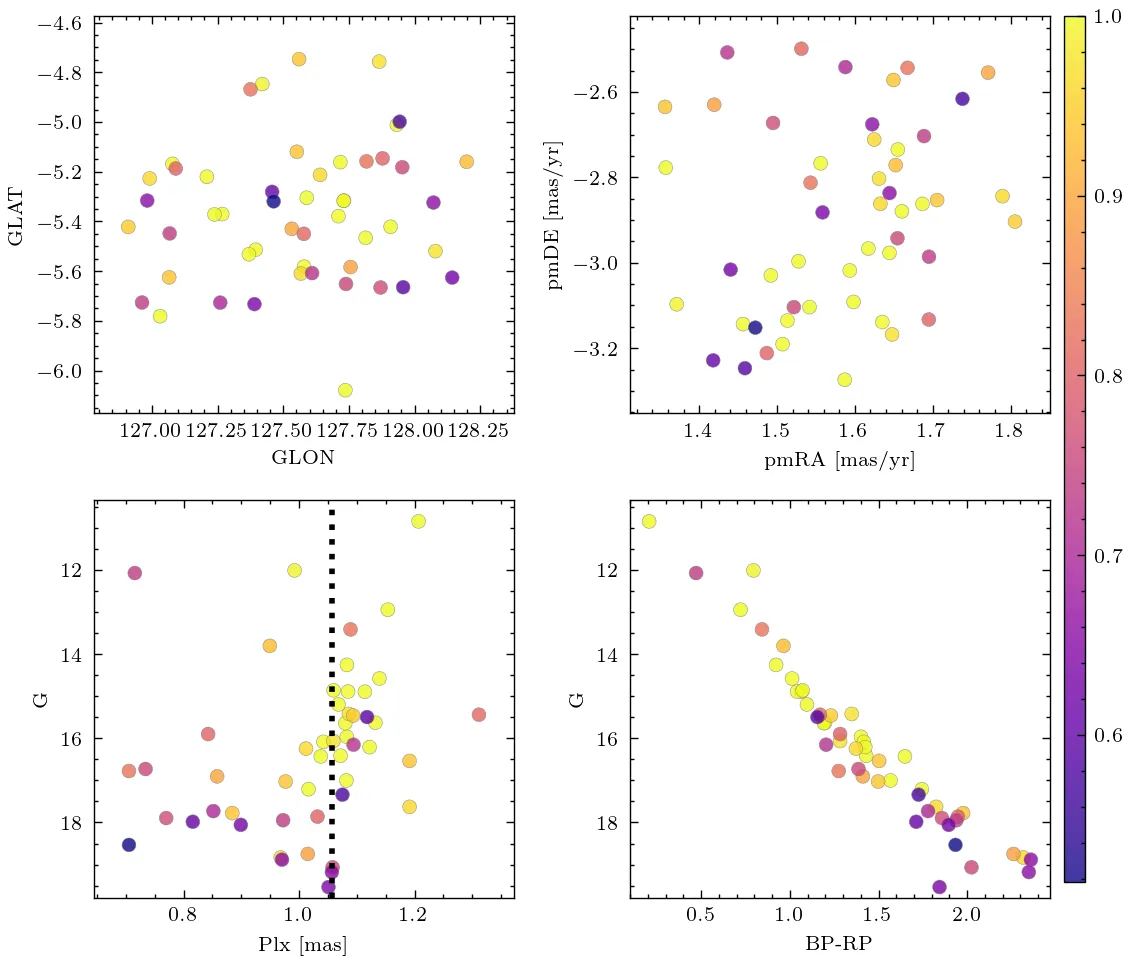 −4.6
−4.8
−5.0
−5.2
−5.4
−5.6
−5.8
−6.0
GLAT
127.00 127.25 127.50 127.75 128.00 128.25
GLON
−2.6
−2.8
−3.0
−3.2
pmDE [mas/yr]
1.4 1.5 1.6 1.7 1.8
pmRA [mas/yr]
1.0
0.9
0.8
0.7
0.6
12
14
16
18
G
0.8 1.0 1.2
Plx [mas]
12
14
16
18
G
0.5 1.0 1.5 2.0
BP-RP